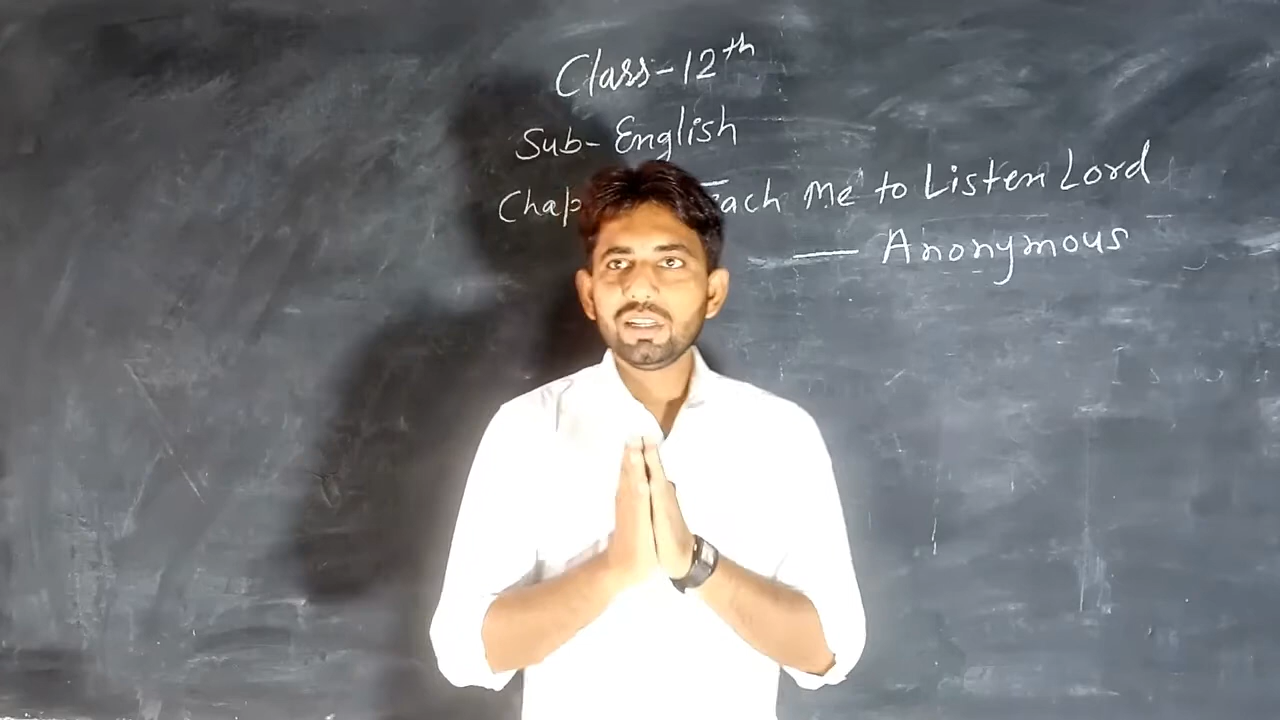 Class-12th
Sub- English
Chap each Me to Listen Lord
— Anonymous